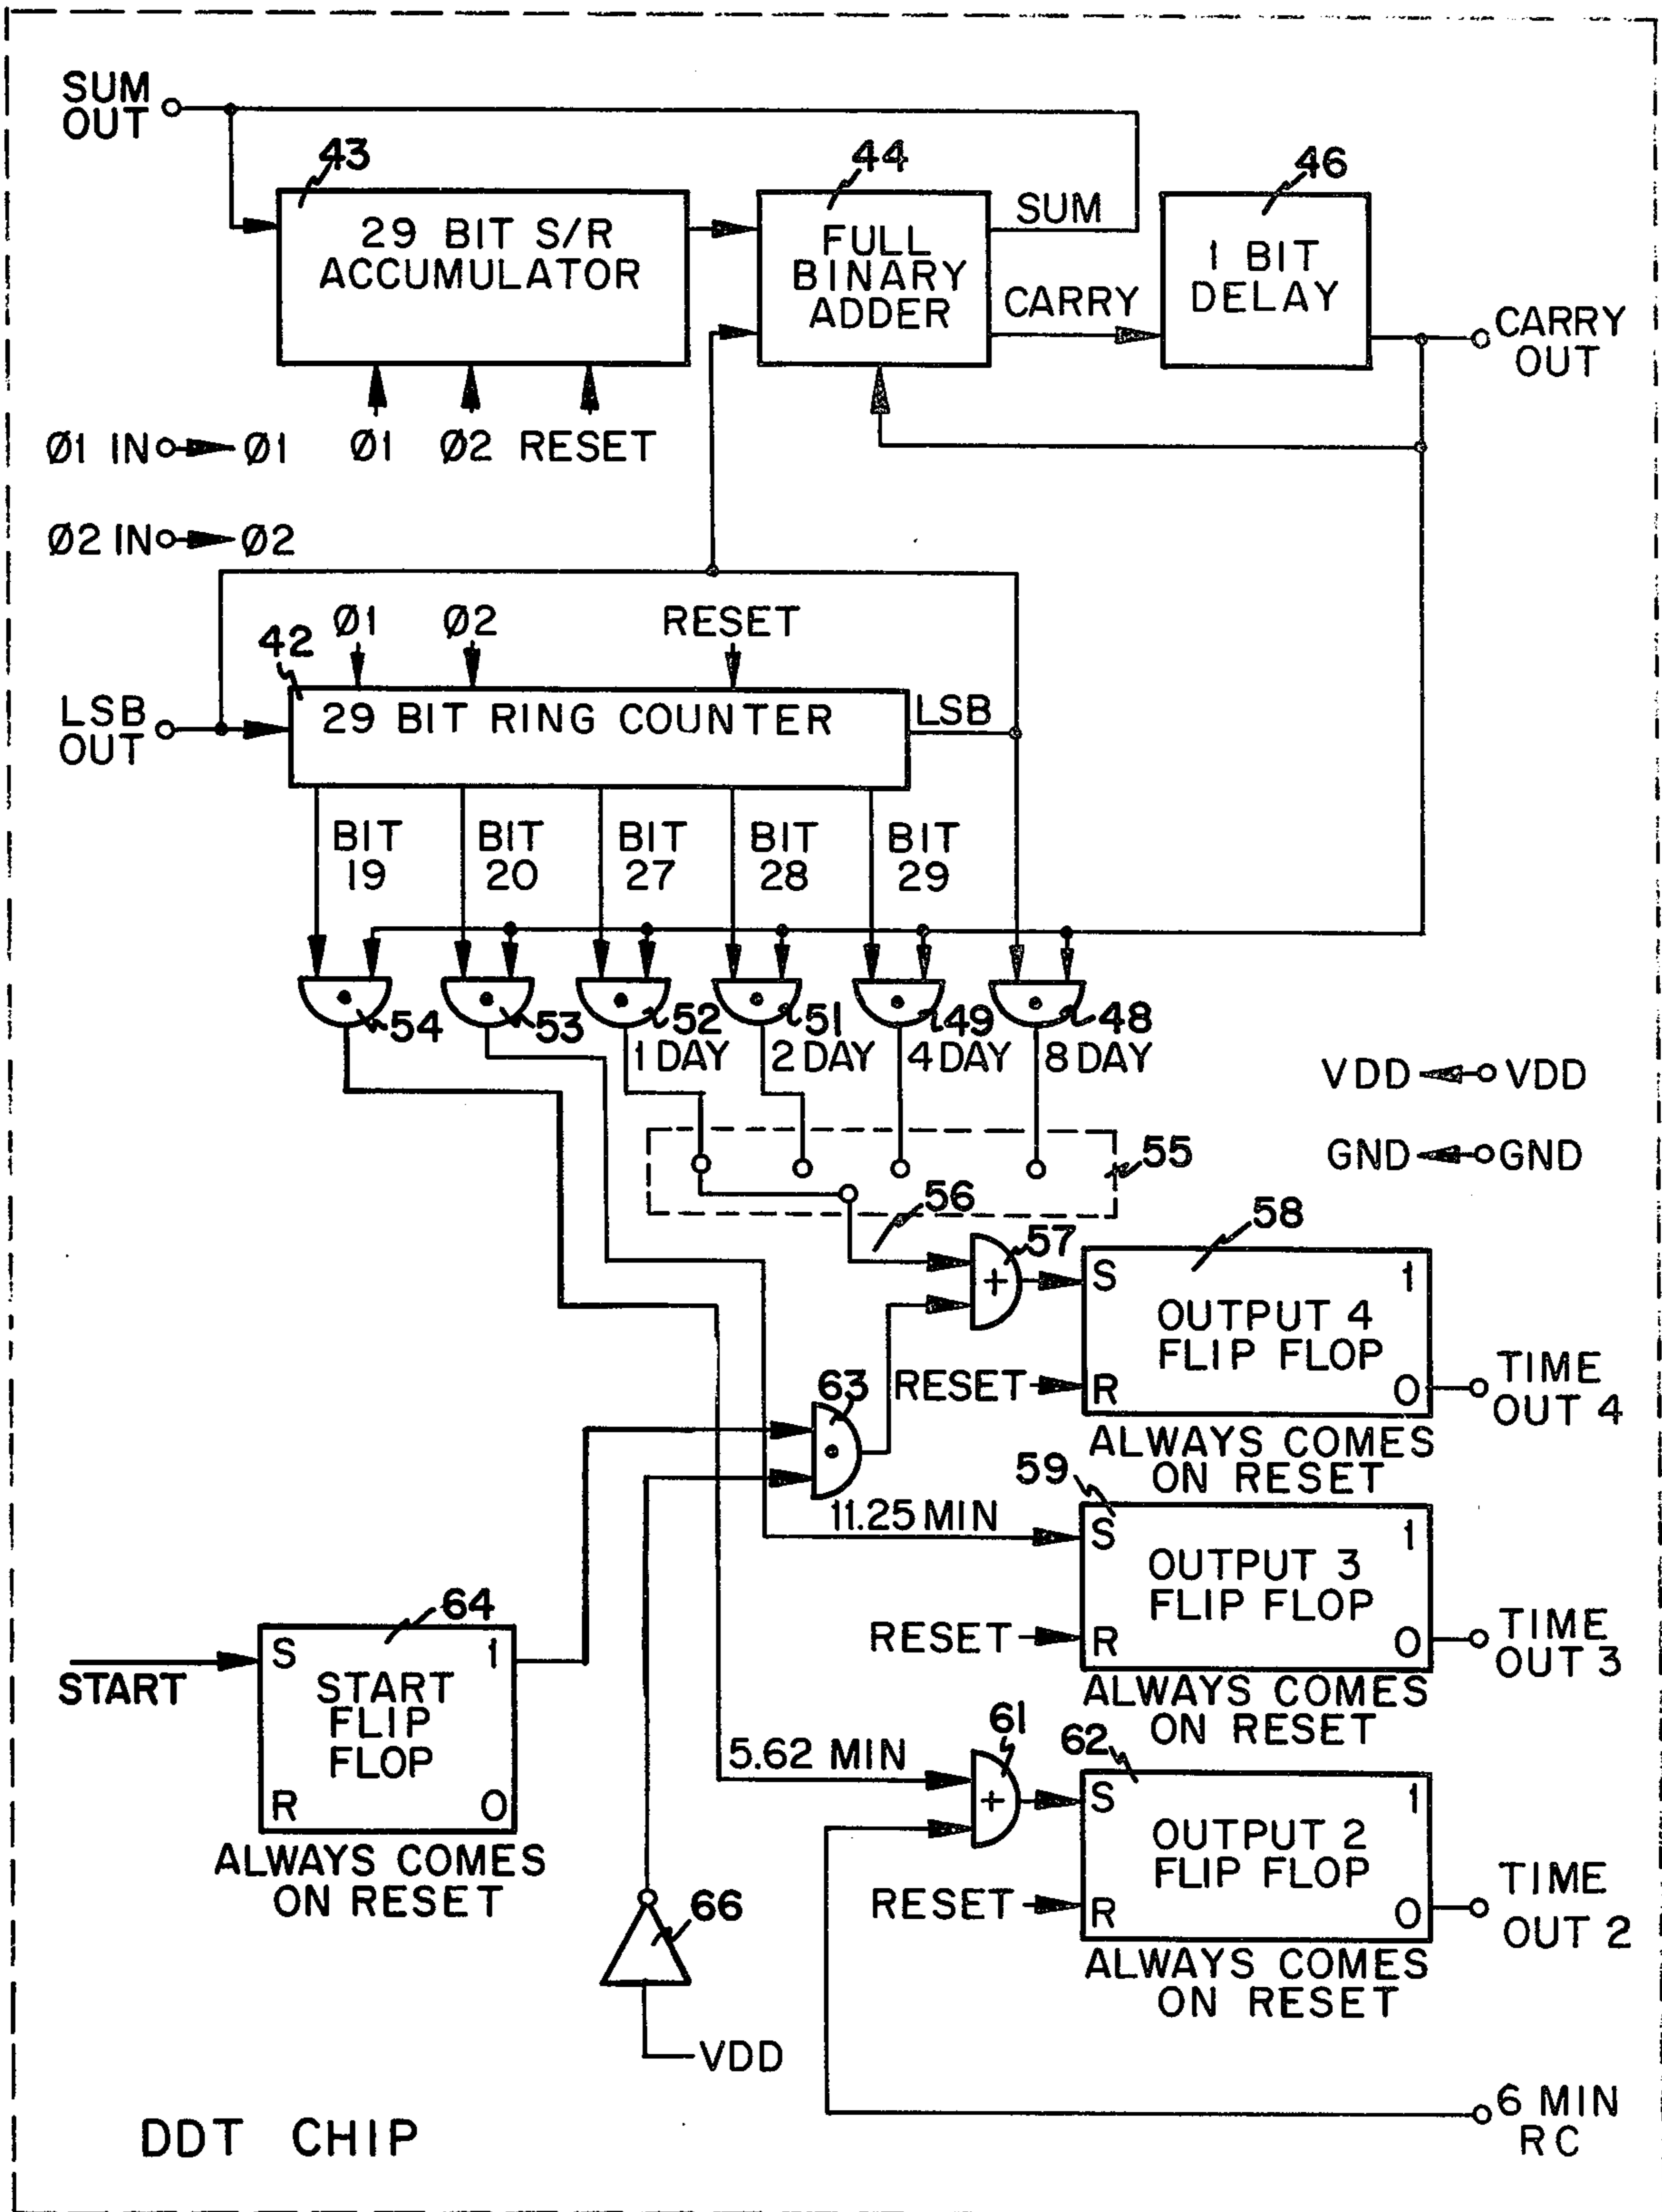 SUM
OUT
43
29 BIT S/R
ACCUMULATOR
44
FULL
BINARY
ADDER
SUM
CARRY
46
1 BIT
DELAY
CARRY
OUT
Ø1 IN
Ø1
Ø1
Ø2
RESET
Ø2 IN
Ø2
Ø1
Ø2
RESET
42
LSB
OUT
29 BIT RING COUNTER
LSB
BIT
19
BIT
20
BIT
27
BIT
28
BIT
29
54
53
52
51
49
48
1 DAY
2 DAY
4 DAY
8 DAY
VDD
VDD
GND
GND
55
56
57
58
S
1
OUTPUT 4
FLIP FLOP
RESET
R
0
TIME
OUT 4
ALWAYS COMES
ON RESET
63
59
11.25 MIN
S
1
OUTPUT 3
FLIP FLOP
RESET
R
0
TIME
OUT 3
ALWAYS COMES
ON RESET
64
START
S
1
START
FLIP
FLOP
R
0
ALWAYS COMES
ON RESET
5.62 MIN
61
62
S
1
OUTPUT 2
FLIP FLOP
RESET
R
0
TIME
OUT 2
ALWAYS COMES
ON RESET
66
VDD
6 MIN
RC
DDT CHIP